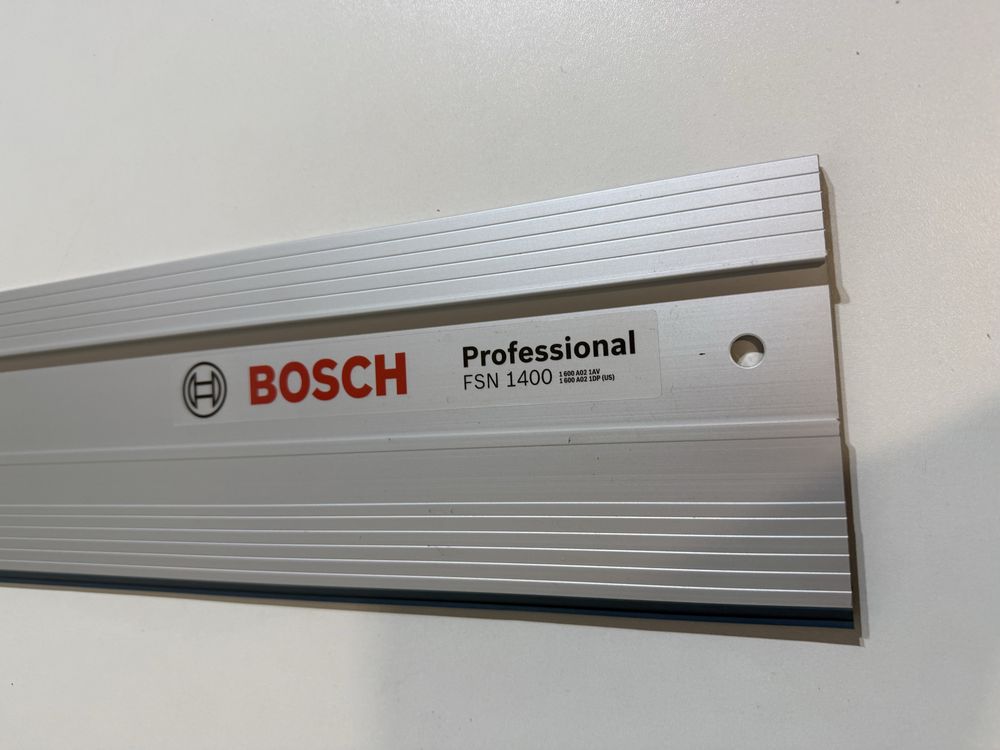 BOSCH
Professional
FSN 1400
1 600 A02 1AV
1 600 A02 1DP (US)